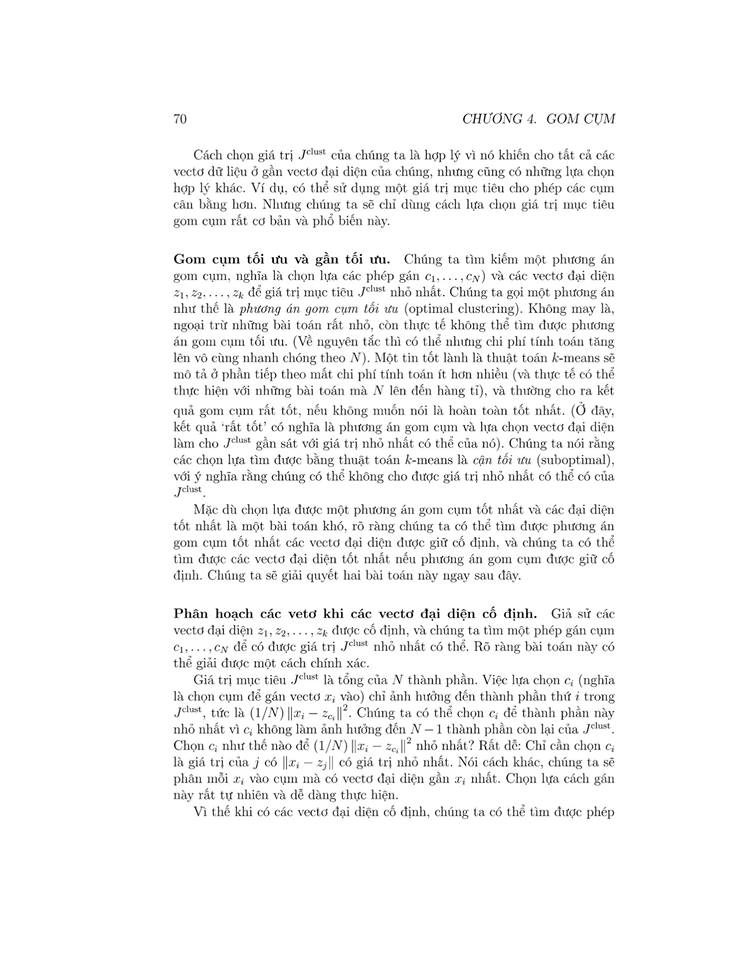 70 CHƯƠNG 4. GOM CỤM
Cách chọn giá trị J^clust của chúng ta là hợp lý vì nó khiến cho tất cả các
vectơ dữ liệu ở gần vectơ đại diện của chúng, nhưng cũng có những lựa chọn
hợp lý khác. Ví dụ, có thể sử dụng một giá trị mục tiêu cho phép các cụm
cân bằng hơn. Nhưng chúng ta sẽ chỉ dùng cách lựa chọn giá trị mục tiêu
gom cụm rất cơ bản và phổ biến này.
Gom cụm tối ưu và gần tối ưu. Chúng ta tìm kiếm một phương án
gom cụm, nghĩa là chọn lựa các phép gán c₁, . . . , c_N) và các vectơ đại diện
z₁, z₂, . . . , z_k để giá trị mục tiêu J^clust nhỏ nhất. Chúng ta gọi một phương án
như thế là phương án gom cụm tối ưu (optimal clustering). Không may là,
ngoại trừ những bài toán rất nhỏ, còn thực tế không thể tìm được phương
án gom cụm tối ưu. (Về nguyên tắc thì có thể nhưng chi phí tính toán tăng
lên vô cùng nhanh chóng theo N). Một tin tốt lành là thuật toán k-means sẽ
mô tả ở phần tiếp theo mất chi phí tính toán ít hơn nhiều (và thực tế có thể
thực hiện với những bài toán mà N lên đến hàng tỉ), và thường cho ra kết
quả gom cụm rất tốt, nếu không muốn nói là hoàn toàn tốt nhất. (Ở đây,
kết quả ‘rất tốt’ có nghĩa là phương án gom cụm và lựa chọn vectơ đại diện
làm cho J^clust gần sát với giá trị nhỏ nhất có thể của nó). Chúng ta nói rằng
các chọn lựa tìm được bằng thuật toán k-means là cận tối ưu (suboptimal),
với ý nghĩa rằng chúng có thể không cho được giá trị nhỏ nhất có thể có của
J^clust.
Mặc dù chọn lựa được một phương án gom cụm tốt nhất và các đại diện
tốt nhất là một bài toán khó, rõ ràng chúng ta có thể tìm được phương án
gom cụm tốt nhất các vectơ đại diện được giữ cố định, và chúng ta có thể
tìm được các vectơ đại diện tốt nhất nếu phương án gom cụm được giữ cố
định. Chúng ta sẽ giải quyết hai bài toán này ngay sau đây.
Phân hoạch các vetơ khi các vectơ đại diện cố định. Giả sử các
vectơ đại diện z₁, z₂, . . . , z_k được cố định, và chúng ta tìm một phép gán cụm
c₁, . . . , c_N để có được giá trị J^clust nhỏ nhất có thể. Rõ ràng bài toán này có
thể giải được một cách chính xác.
Giá trị mục tiêu J^clust là tổng của N thành phần. Việc lựa chọn c_i (nghĩa
là chọn cụm để gán vectơ x_i vào) chỉ ảnh hưởng đến thành phần thứ i trong
J^clust, tức là (1/N) ‖x_i − z_{c_i}‖². Chúng ta có thể chọn c_i để thành phần này
nhỏ nhất vì c_i không làm ảnh hưởng đến N − 1 thành phần còn lại của J^clust.
Chọn c_i như thế nào để (1/N) ‖x_i − z_{c_i}‖² nhỏ nhất? Rất dễ: Chỉ cần chọn c_i
là giá trị của j có ‖x_i − z_j‖ có giá trị nhỏ nhất. Nói cách khác, chúng ta sẽ
phân mỗi x_i vào cụm mà có vectơ đại diện gần x_i nhất. Chọn lựa cách gán
này rất tự nhiên và dễ dàng thực hiện.
Vì thế khi có các vectơ đại diện cố định, chúng ta có thể tìm được phép